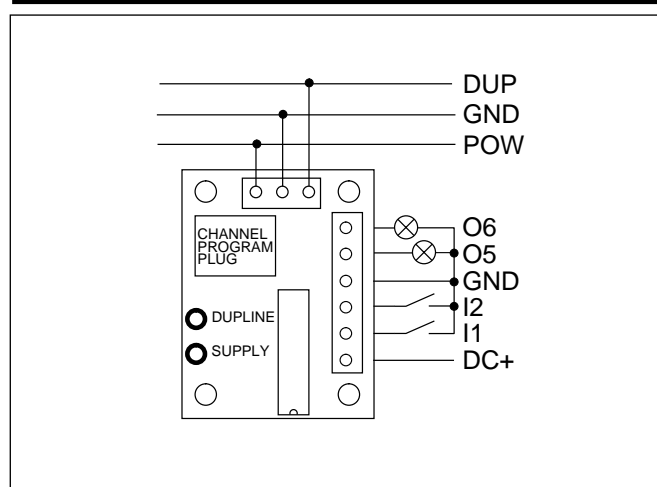 DUP
GND
POW
CHANNEL
PROGRAM
PLUG
DUPLINE
SUPPLY
O6
O5
GND
I2
I1
DC+